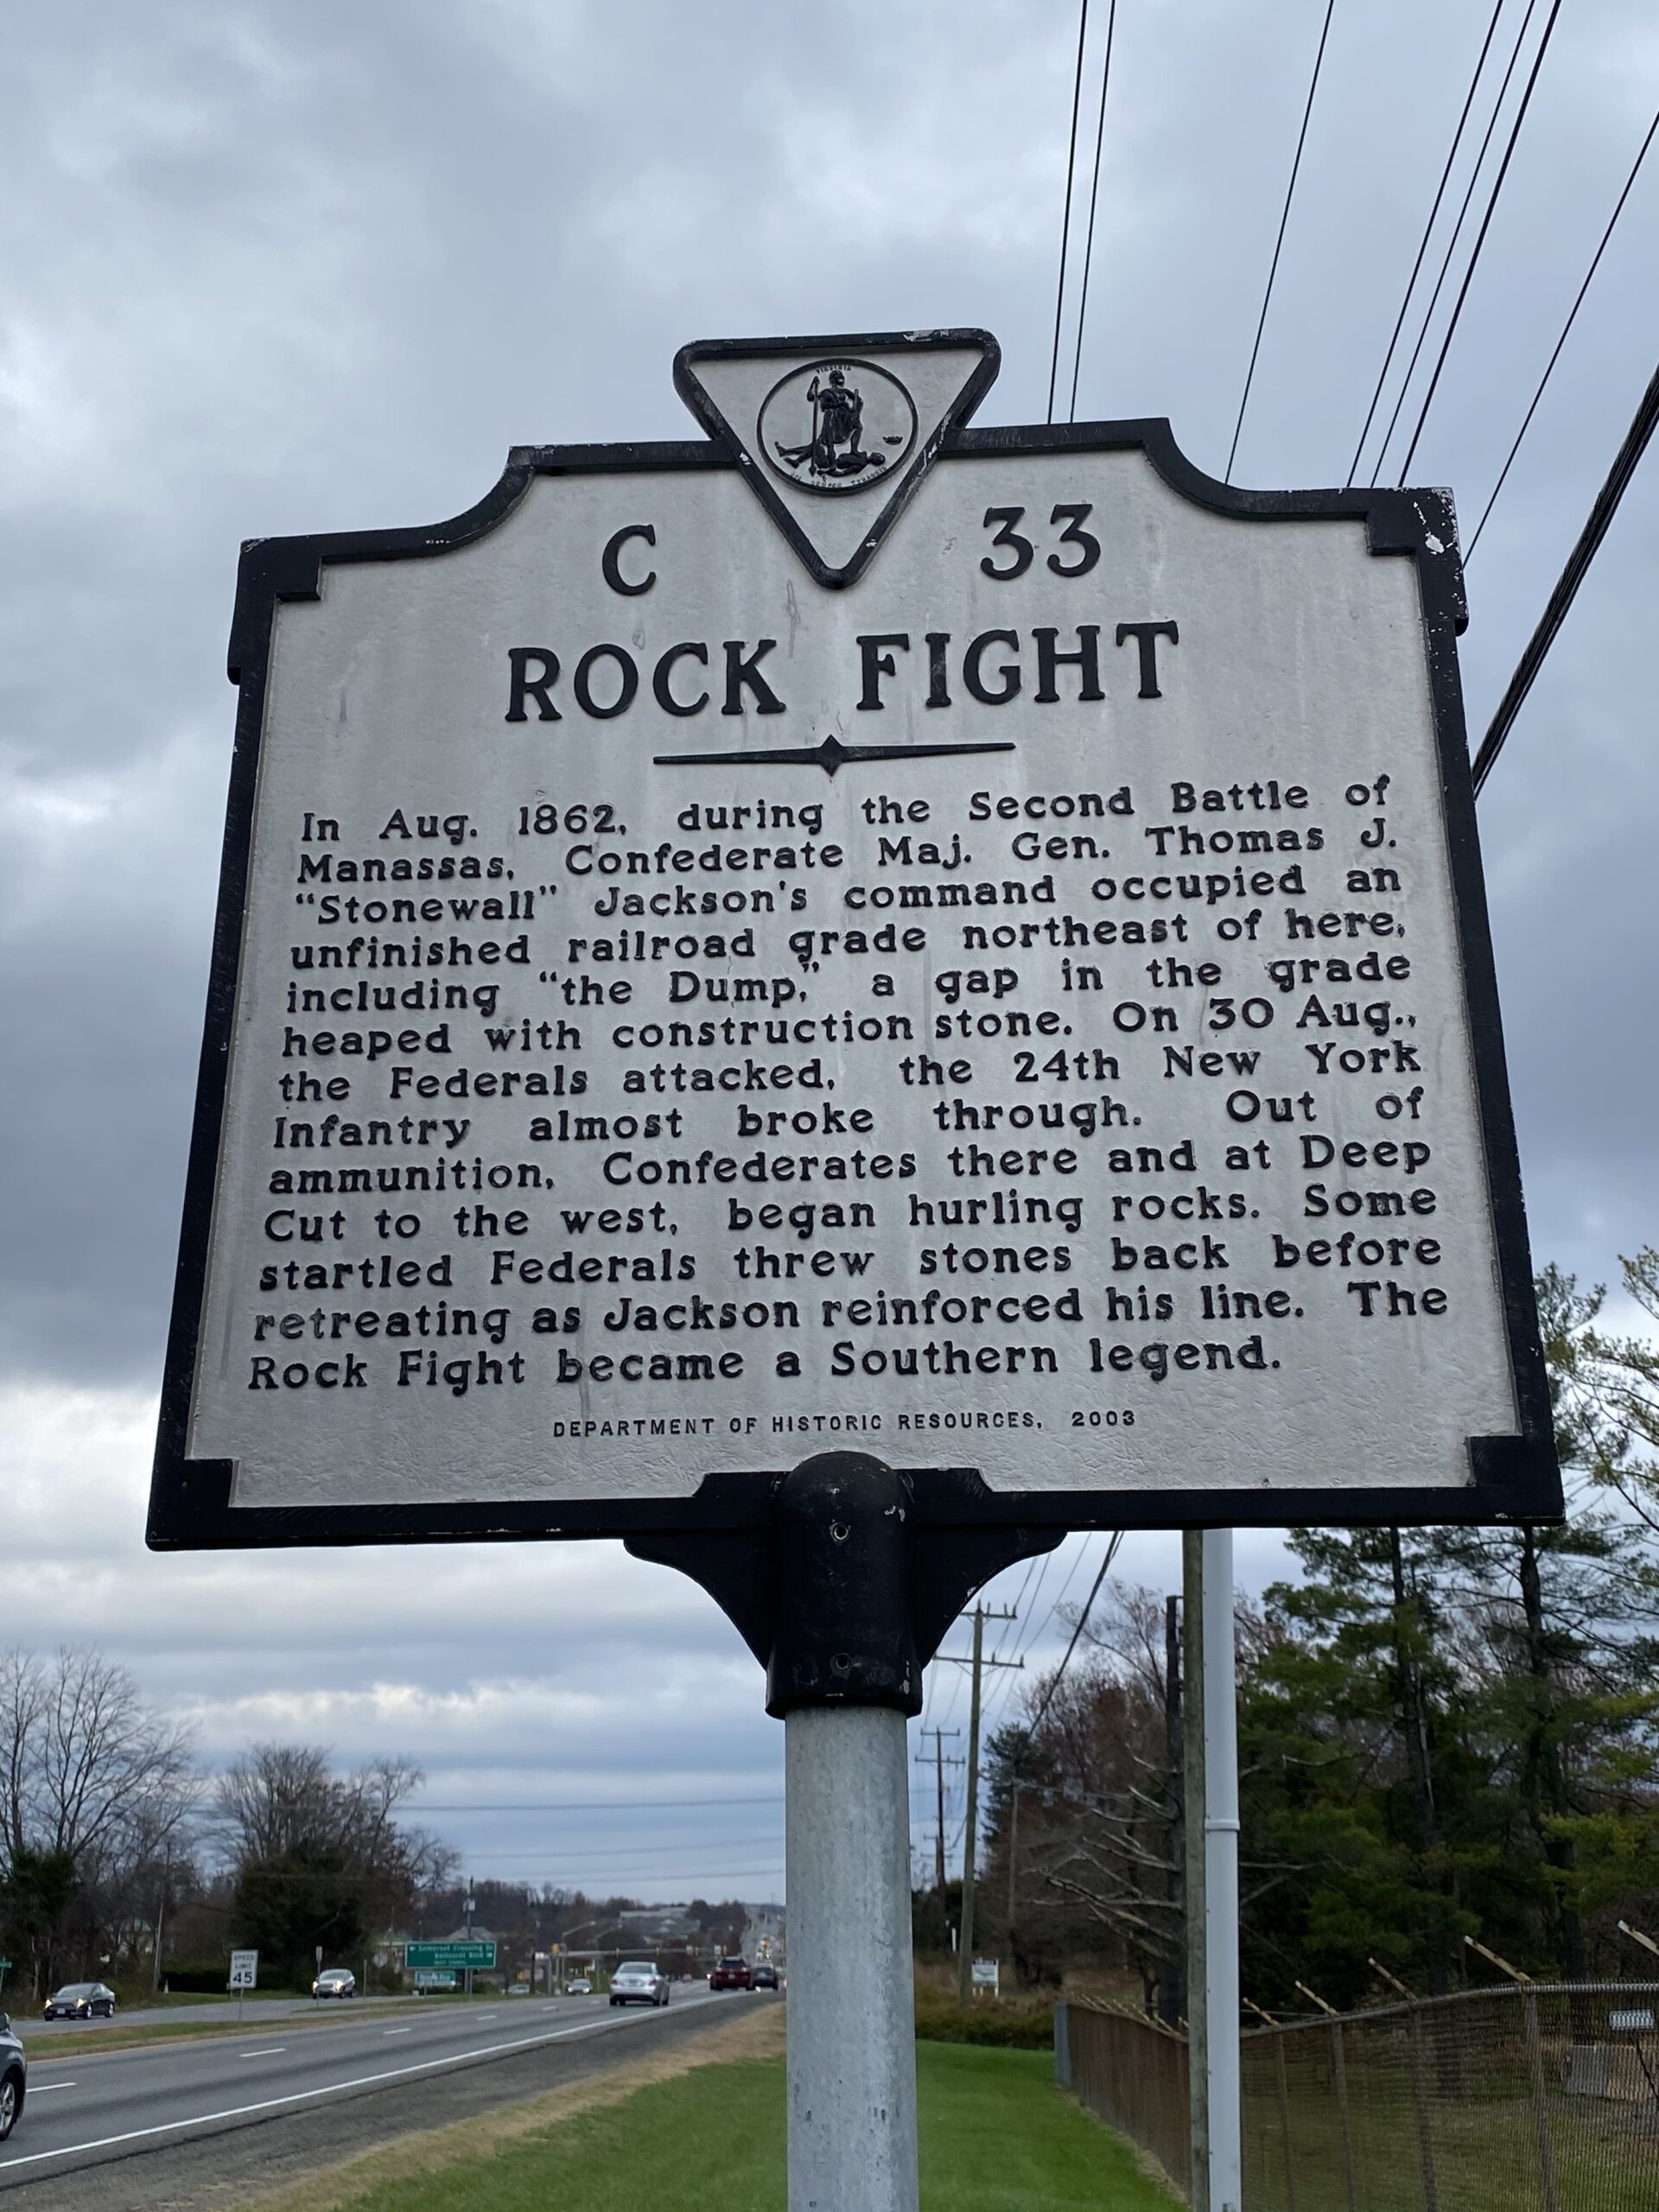 VIRGINIA
C 33
ROCK FIGHT
In Aug. 1862, during the Second Battle of
Manassas, Confederate Maj. Gen. Thomas J.
“Stonewall” Jackson's command occupied an
unfinished railroad grade northeast of here,
including “the Dump,” a gap in the grade
heaped with construction stone. On 30 Aug.,
the Federals attacked, the 24th New York
Infantry almost broke through. Out of
ammunition, Confederates there and at Deep
Cut to the west, began hurling rocks. Some
startled Federals threw stones back before
retreating as Jackson reinforced his line. The
Rock Fight became a Southern legend.
DEPARTMENT OF HISTORIC RESOURCES, 2003
SPEED
LIMIT
45